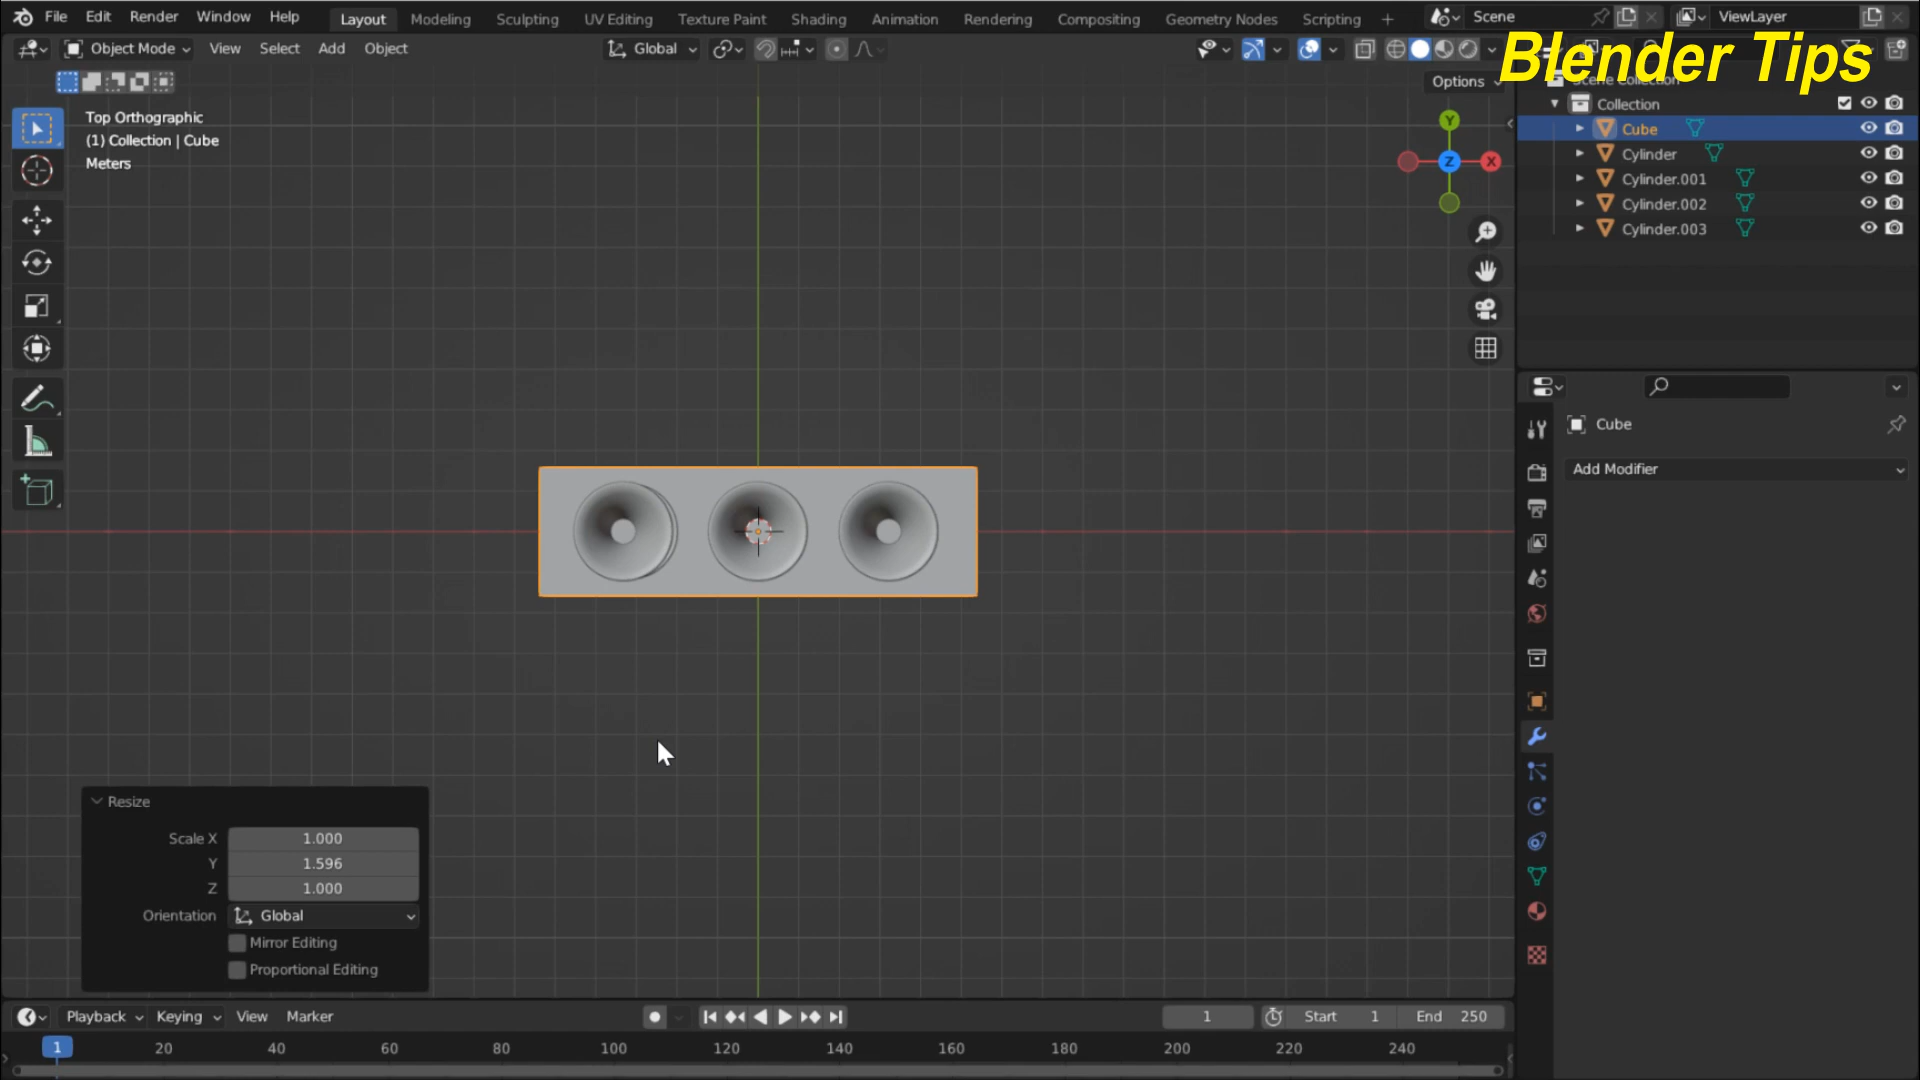 File Edit Render Window Help Layout Modeling Sculpting UV Editing Texture Paint Shading Animation Rendering Compositing Geometry Nodes Scripting + Scene ViewLayer
Object Mode View Select Add Object Global
Blender Tips
Options
Scene Collection
Collection
Cube
Cylinder
Cylinder.001
Cylinder.002
Cylinder.003
Top Orthographic
(1) Collection | Cube
Meters
Y
Z
X
Cube
Add Modifier
Resize
Scale X 1.000
Y 1.596
Z 1.000
Orientation Global
Mirror Editing
Proportional Editing
Playback Keying View Marker 1 Start 1 End 250
1 20 40 60 80 100 120 140 160 180 200 220 240